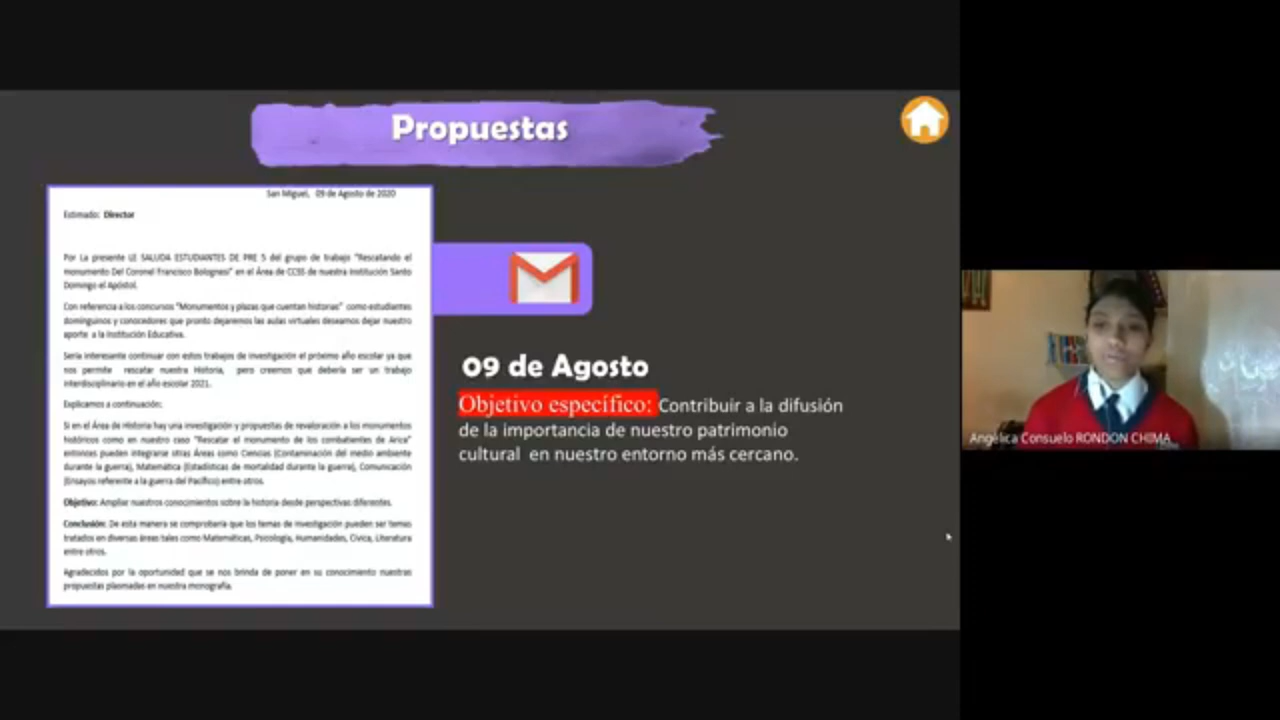 Propuestas
San Miguel, 09 de Agosto de 2020
Estimado: Director
Por La presente LE SALUDA ESTUDIANTES DE PRE 5 del grupo de trabajo "Rescatando el
monumento Del Coronel Francisco Bolognesi" en el Área de CCSS de nuestra Institución Santo
Domingo el Apóstol.
Con referencia a los concursos "Monumentos y plazas que cuentan historias" como estudiantes
dominguinos y conocedores que pronto dejaremos las aulas virtuales deseamos dejar nuestro
aporte a la Institución Educativa.
Sería interesante continuar con estos trabajos de investigación el próximo año escolar ya que
nos permite rescatar nuestra Historia, pero creemos que debería ser un trabajo
interdisciplinario en el año escolar 2021.
Explicamos a continuación:
Si en el Área de Historia hay una investigación y propuestas de revaloración a los monumentos
históricos como en nuestro caso "Rescatar el monumento de los combatientes de Arica"
entonces pueden integrarse otras Áreas como Ciencias (Contaminación del medio ambiente
durante la guerra), Matemática (Estadísticas de mortalidad durante la guerra), Comunicación
(Ensayos referente a la guerra del Pacífico) entre otros.
Objetivo: Ampliar nuestros conocimientos sobre la historia desde perspectivas diferentes.
Conclusión: De esta manera se comprobaría que los temas de investigación pueden ser temas
tratados en diversas áreas tales como Matemáticas, Psicología, Humanidades, Cívica, Literatura
entre otros.
Agradecidos por la oportunidad que se nos brinda de poner en su conocimiento nuestras
propuestas plasmadas en nuestra monografía.
09 de Agosto
Objetivo específico: Contribuir a la difusión
de la importancia de nuestro patrimonio
cultural en nuestro entorno más cercano.
Angélica Consuelo RONDON CHIMA...